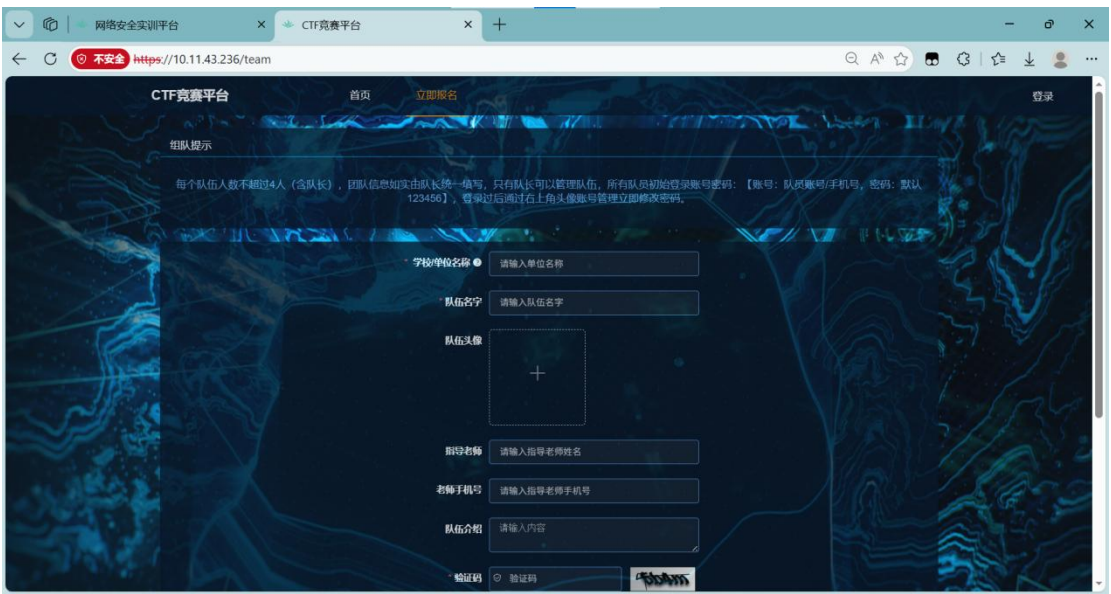 网络安全实训平台
CTF竞赛平台
不安全 https://10.11.43.236/team
CTF竞赛平台 首页 立即报名 登录
组队提示
每个队伍人数不超过4人（含队长），团队信息如实由队长统一填写，只有队长可以管理队伍，所有队员初始登录账号密码：【账号：队员账号/手机号，密码：默认
123456】，登录过后通过右上角头像账号管理立即修改密码。
* 学校/单位名称 请输入单位名称
* 队伍名字 请输入队伍名字
队伍头像
指导老师 请输入指导老师姓名
老师手机号 请输入指导老师手机号
队伍介绍 请输入内容
* 验证码 验证码